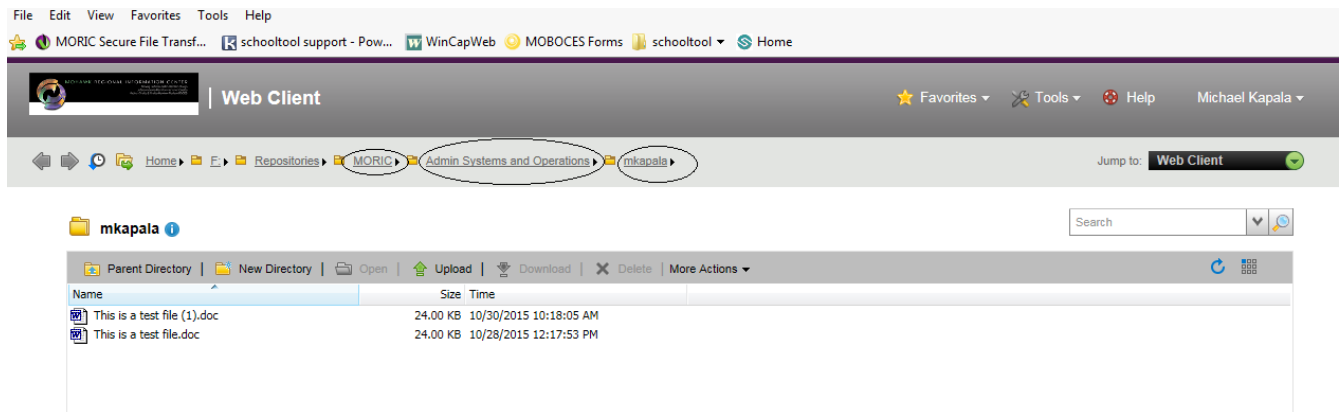 File Edit View Favorites Tools Help
MORIC Secure File Transf... schooltool support - Pow... WinCapWeb MOBOCES Forms schooltool Home
MOHAWK REGIONAL INFORMATION CENTER
Web Client Favorites Tools Help Michael Kapala
Home F: Repositories MORIC Admin Systems and Operations mkapala Jump to: Web Client
mkapala Search
Parent Directory | New Directory | Open | Upload | Download | Delete | More Actions
Name Size Time
This is a test file (1).doc 24.00 KB 10/30/2015 10:18:05 AM
This is a test file.doc 24.00 KB 10/28/2015 12:17:53 PM